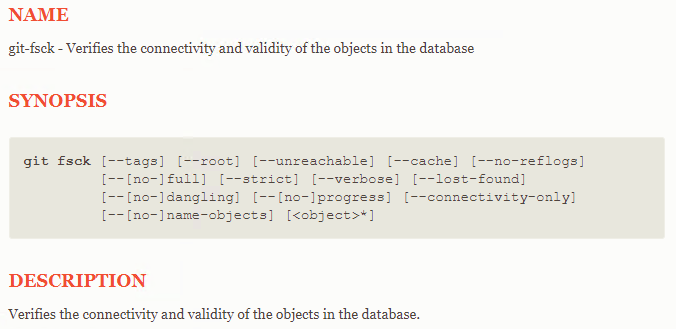 NAME
git-fsck - Verifies the connectivity and validity of the objects in the database
SYNOPSIS
git fsck [--tags] [--root] [--unreachable] [--cache] [--no-reflogs]
[--[no-]full] [--strict] [--verbose] [--lost-found]
[--[no-]dangling] [--[no-]progress] [--connectivity-only]
[--[no-]name-objects] [<object>*]
DESCRIPTION
Verifies the connectivity and validity of the objects in the database.